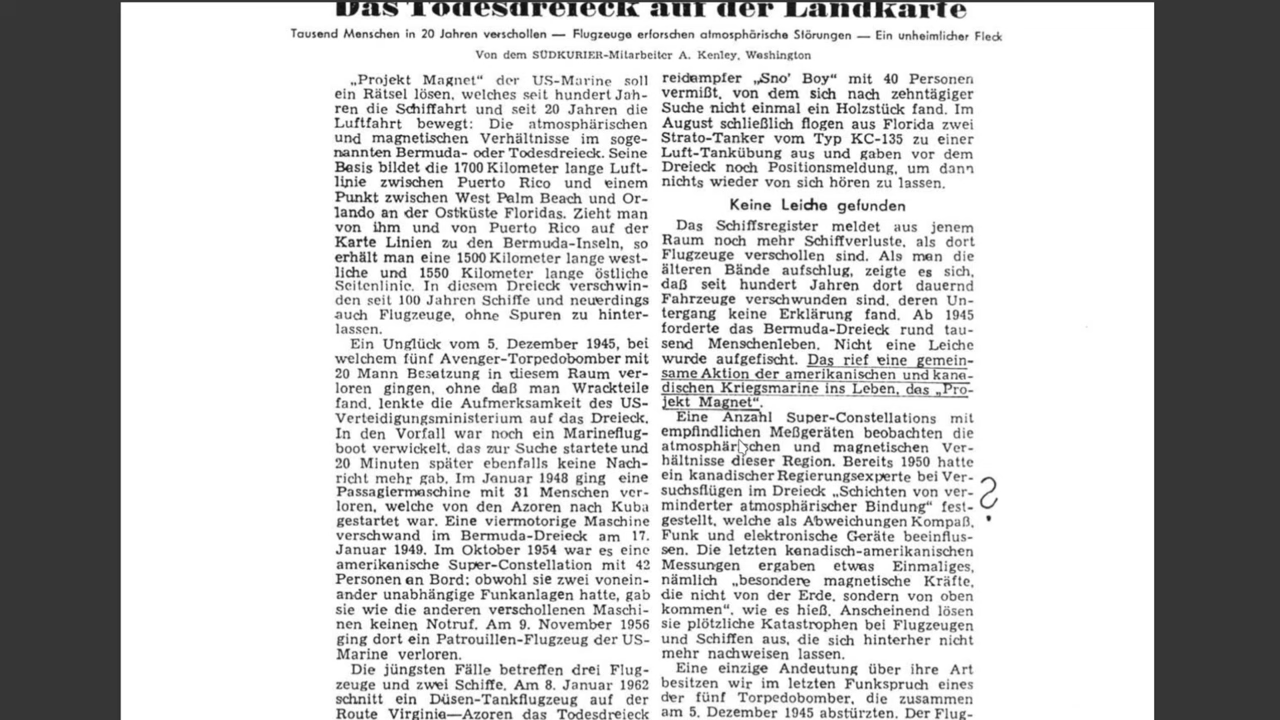 Das Todesdreieck auf der Landkarte
Tausend Menschen in 20 Jahren verschollen — Flugzeuge erforschen atmosphärische Störungen — Ein unheimlicher Fleck
Von dem SÜDKURIER-Mitarbeiter A. Kenley, Washington
„Projekt Magnet“ der US-Marine soll
ein Rätsel lösen, welches seit hundert Jah-
ren die Schiffahrt und seit 20 Jahren die
Luftfahrt bewegt: Die atmosphärischen
und magnetischen Verhältnisse im soge-
nannten Bermuda- oder Todesdreieck. Seine
Basis bildet die 1700 Kilometer lange Luft-
linie zwischen Puerto Rico und einem
Punkt zwischen West Palm Beach und Or-
lando an der Ostküste Floridas. Zieht man
von ihm und von Puerto Rico auf der
Karte Linien zu den Bermuda-Inseln, so
erhält man eine 1500 Kilometer lange west-
liche und 1550 Kilometer lange östliche
Seitenlinie. In diesem Dreieck verschwin-
den seit 100 Jahren Schiffe und neuerdings
auch Flugzeuge, ohne Spuren zu hinter-
lassen.
Ein Unglück vom 5. Dezember 1945, bei
welchem fünf Avenger-Torpedobomber mit
20 Mann Besatzung in diesem Raum ver-
loren gingen, ohne daß man Wrackteile
fand, lenkte die Aufmerksamkeit des US-
Verteidigungsministerium auf das Dreieck.
In den Vorfall war noch ein Marineflug-
boot verwickelt, das zur Suche startete und
20 Minuten später ebenfalls keine Nach-
richt mehr gab. Im Januar 1948 ging eine
Passagiermaschine mit 31 Menschen ver-
loren, welche von den Azoren nach Kuba
gestartet war. Eine viermotorige Maschine
verschwand im Bermuda-Dreieck am 17.
Januar 1949. Im Oktober 1954 war es eine
amerikanische Super-Constellation mit 42
Personen an Bord; obwohl sie zwei vonein-
ander unabhängige Funkanlagen hatte, gab
sie wie die anderen verschollenen Maschi-
nen keinen Notruf. Am 9. November 1956
ging dort ein Patrouillen-Flugzeug der US-
Marine verloren.
Die jüngsten Fälle betreffen drei Flug-
zeuge und zwei Schiffe. Am 8. Januar 1962
schnitt ein Düsen-Tankflugzeug auf der
Route Virginia—Azoren das Todesdreieck
reidampfer „Sno' Boy“ mit 40 Personen
vermißt, von dem sich nach zehntägiger
Suche nicht einmal ein Holzstück fand. Im
August schließlich flogen aus Florida zwei
Strato-Tanker vom Typ KC-135 zu einer
Luft-Tankübung aus und gaben vor dem
Dreieck noch Positionsmeldung, um dann
nichts wieder von sich hören zu lassen.
Keine Leiche gefunden
Das Schiffsregister meldet aus jenem
Raum noch mehr Schiffverluste, als dort
Flugzeuge verschollen sind. Als man die
älteren Bände aufschlug, zeigte es sich,
daß seit hundert Jahren dort dauernd
Fahrzeuge verschwunden sind, deren Un-
tergang keine Erklärung fand. Ab 1945
forderte das Bermuda-Dreieck rund tau-
send Menschenleben. Nicht eine Leiche
wurde aufgefischt. Das rief eine gemein-
same Aktion der amerikanischen und kana-
dischen Kriegsmarine ins Leben, das „Pro-
jekt Magnet“.
Eine Anzahl Super-Constellations mit
empfindlichen Meßgeräten beobachten die
atmosphärischen und magnetischen Ver-
hältnisse dieser Region. Bereits 1950 hatte
ein kanadischer Regierungsexperte bei Ver-
suchsflügen im Dreieck „Schichten von ver-
minderter atmosphärischer Bindung“ fest-
gestellt, welche als Abweichungen Kompaß,
Funk und elektronische Geräte beeinflus-
sen. Die letzten kanadisch-amerikanischen
Messungen ergaben etwas Einmaliges,
nämlich „besondere magnetische Kräfte,
die nicht von der Erde, sondern von oben
kommen“, wie es hieß. Anscheinend lösen
sie plötzliche Katastrophen bei Flugzeugen
und Schiffen aus, die sich hinterher nicht
mehr nachweisen lassen.
Eine einzige Andeutung über ihre Art
besitzen wir im letzten Funkspruch eines
der fünf Torpedobomber, die zusammen
am 5. Dezember 1945 abstürzten. Der Flug-
?